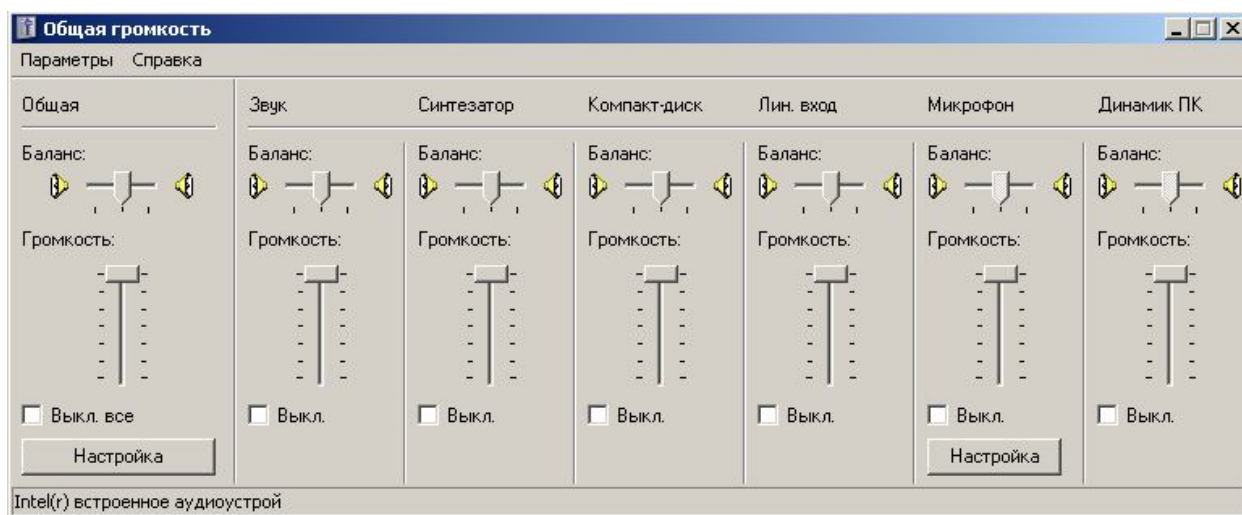 Общая громкость
Параметры Справка
Общая Звук Синтезатор Компакт-диск Лин. вход Микрофон Динамик ПК
Баланс: Баланс: Баланс: Баланс: Баланс: Баланс: Баланс:
Громкость: Громкость: Громкость: Громкость: Громкость: Громкость: Громкость:
Выкл. все Выкл. Выкл. Выкл. Выкл. Выкл. Выкл.
Настройка Настройка
Intel(r) встроенное аудиоустрой